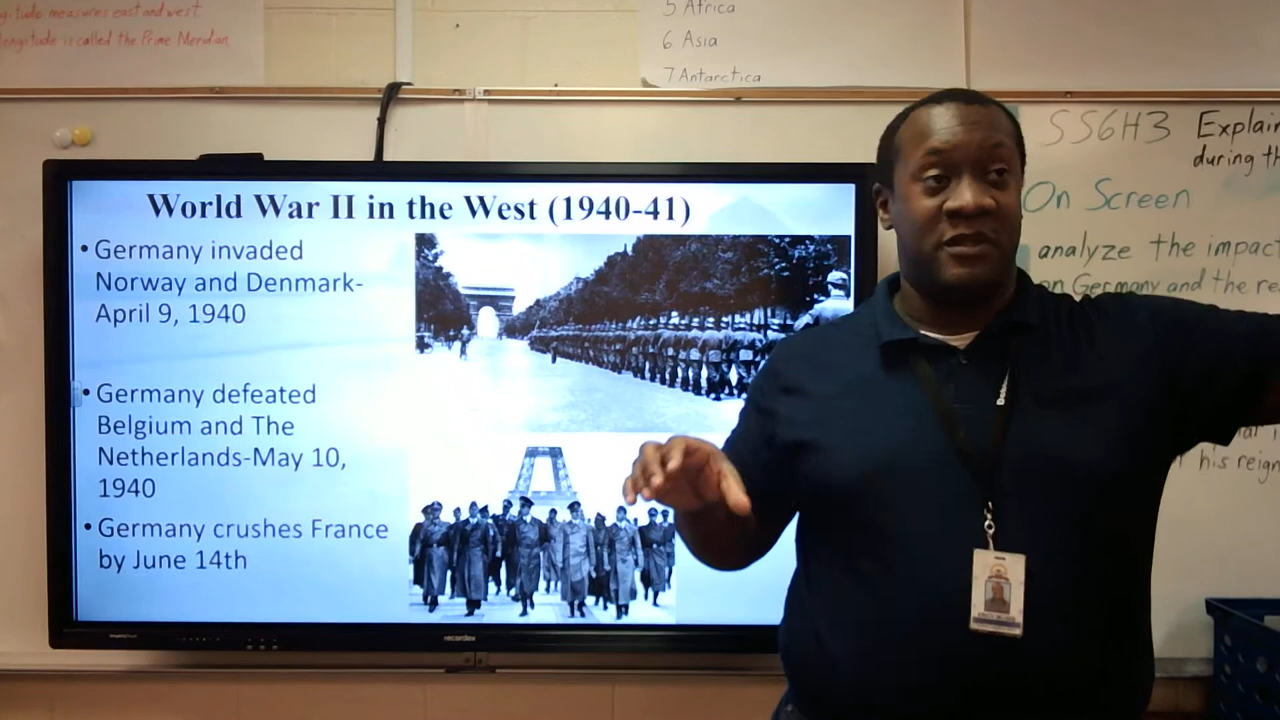 gitude measures east and west.
longitude is called the Prime Meridian.
5 Africa
6 Asia
7 Antarctica
SS6H3 Explain
during th
On Screen
analyze the impact
on Germany and the re
his reign
World War II in the West (1940-41)
• Germany invaded
Norway and Denmark-
April 9, 1940
• Germany defeated
Belgium and The
Netherlands-May 10,
1940
• Germany crushes France
by June 14th
recordex